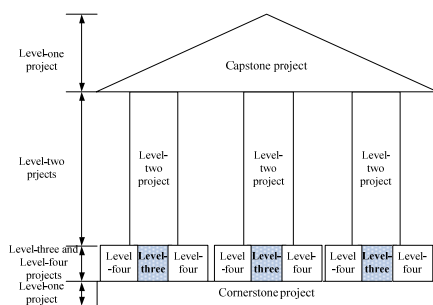 Level-one
project
Capstone project
Level-two
prjects
Level-
two
project
Level-
two
project
Level-
two
project
Level-three and
Level-four
projects
Level
-four
Level-
three
Level
-four
Level
-four
Level-
three
Level
-four
Level
-four
Level-
three
Level
-four
Level-one
project
Cornerstone project